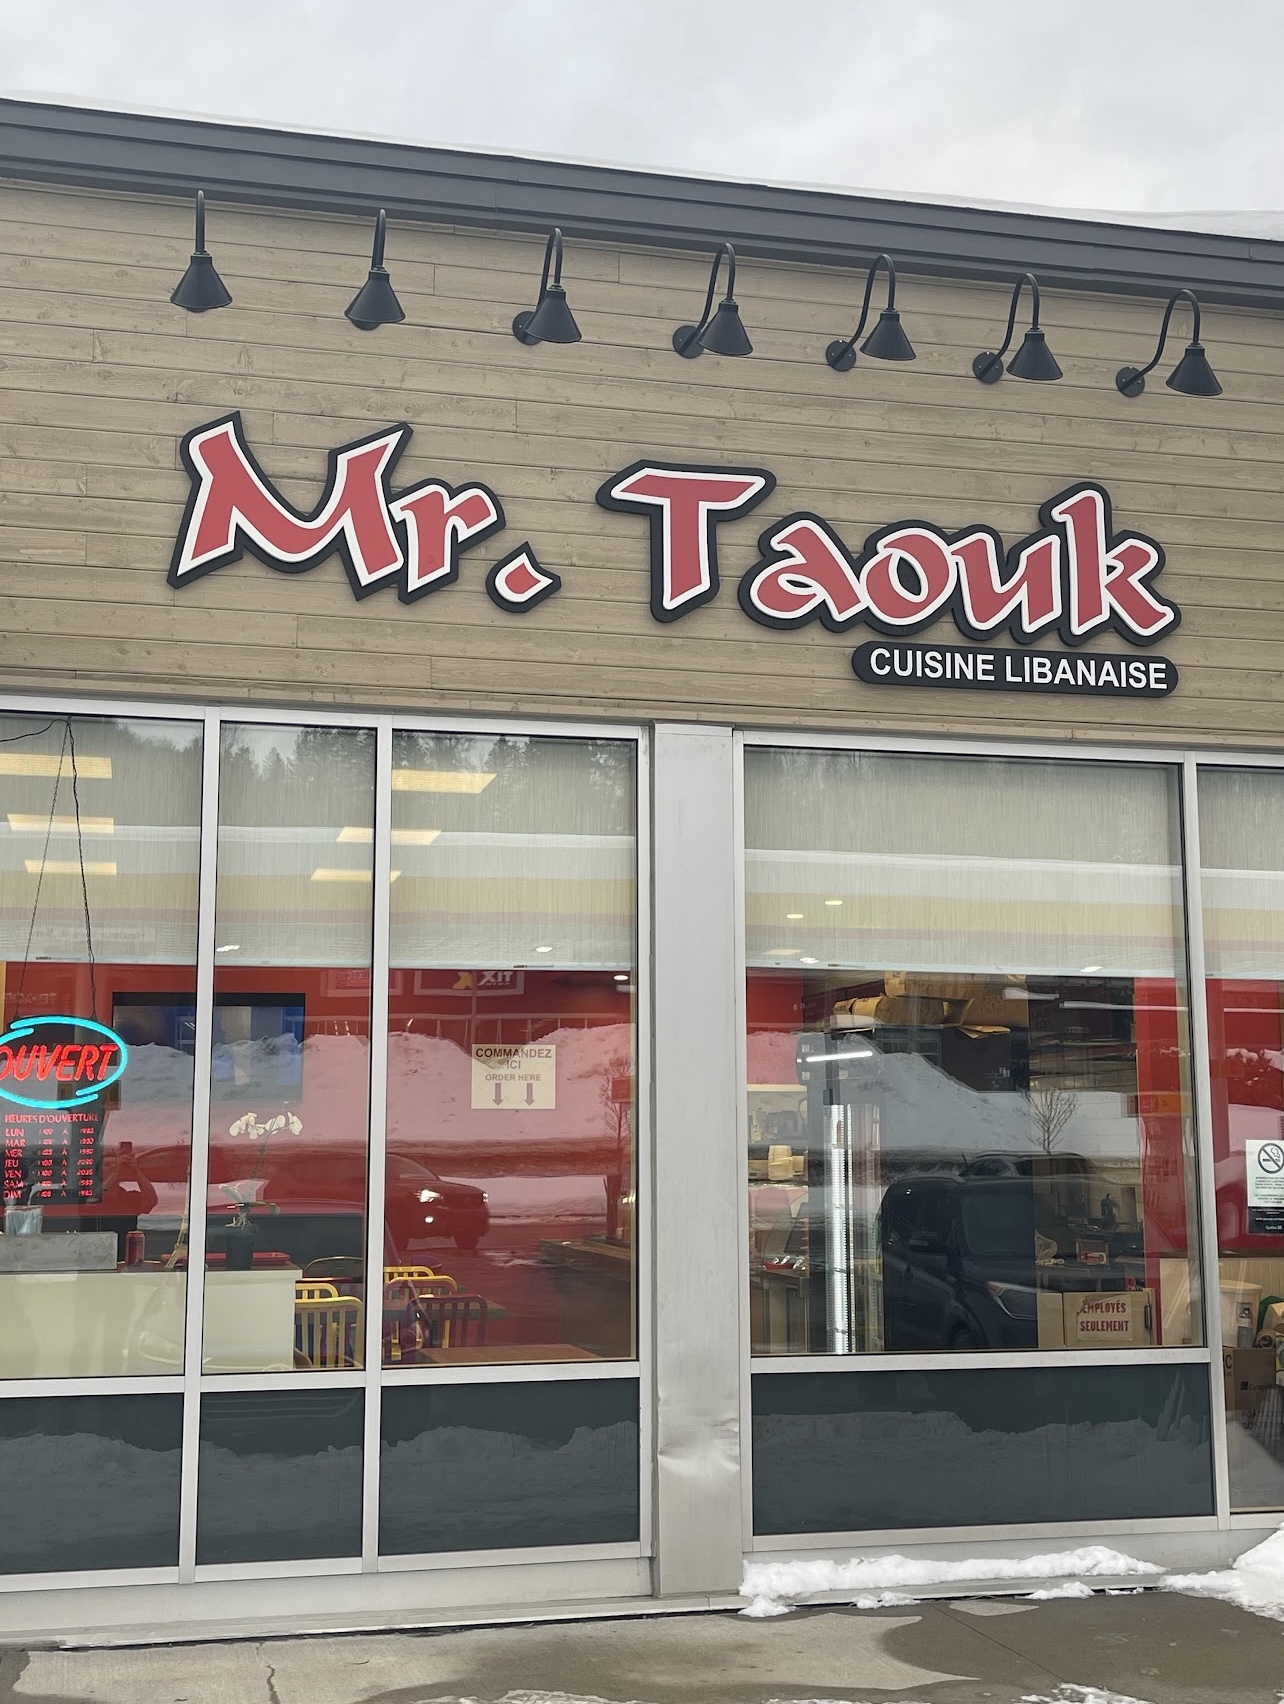 Mr. Taouk
CUISINE LIBANAISE
OUVERT
HEURES D'OUVERTURE
LUN
MAR
MER
JEU
VEN
SAM
DIM
COMMANDEZ
ICI
ORDER HERE
EMPLOYÉS
SEULEMENT